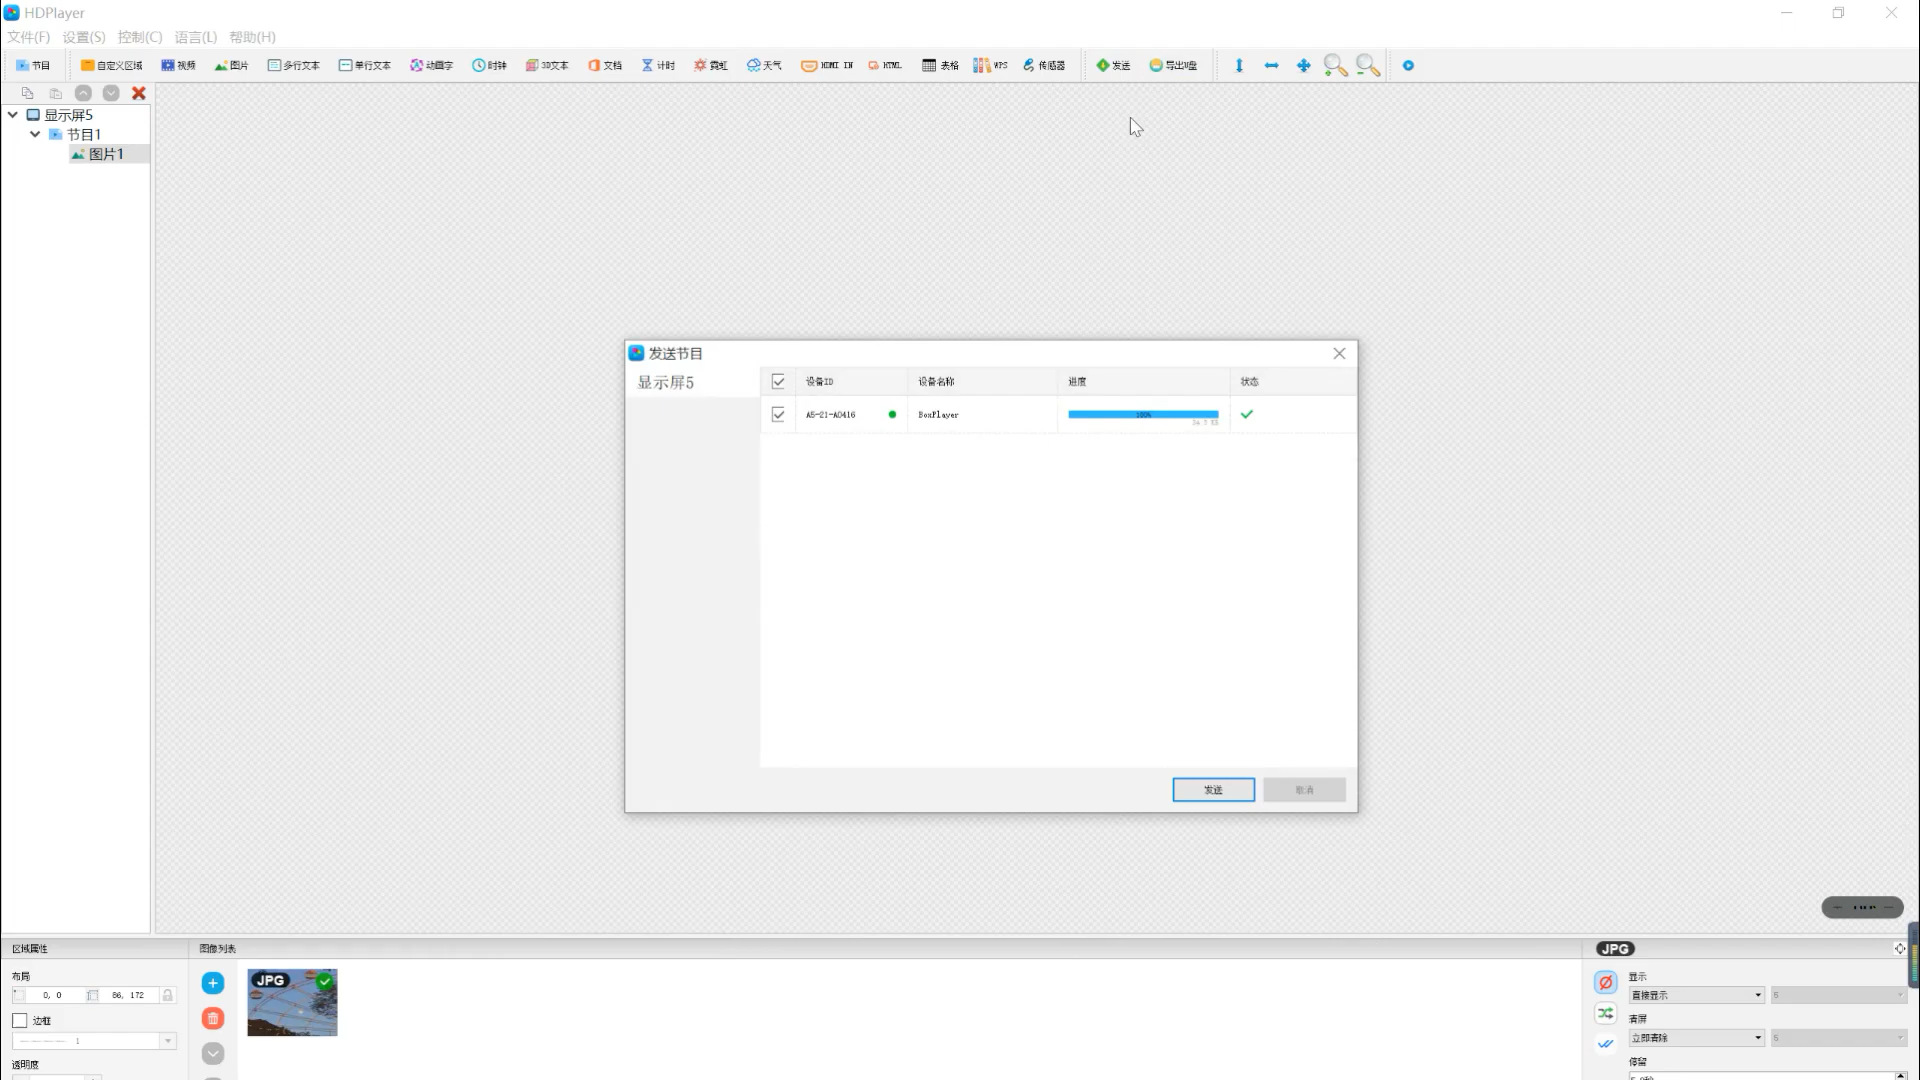 HDPlayer
文件(F) 设置(S) 控制(C) 语言(L) 帮助(H)
节目 自定义区域 视频 图片 多行文本 单行文本 动画字 时钟 3D文本 文档 计时 霓虹 天气 HDMI IN HTML 表格 WPS 传感器 发送 导出U盘
显示屏5
节目1
图片1
发送节目
显示屏5
设备ID 设备名称 进度 状态
A5-21-A0416 BoxPlayer 100%
发送 取消
区域属性 图像列表 JPG
布局
0, 0 86, 172
边框
1
透明度
JPG
显示
直接显示 5
清屏
立即清除 5
停留